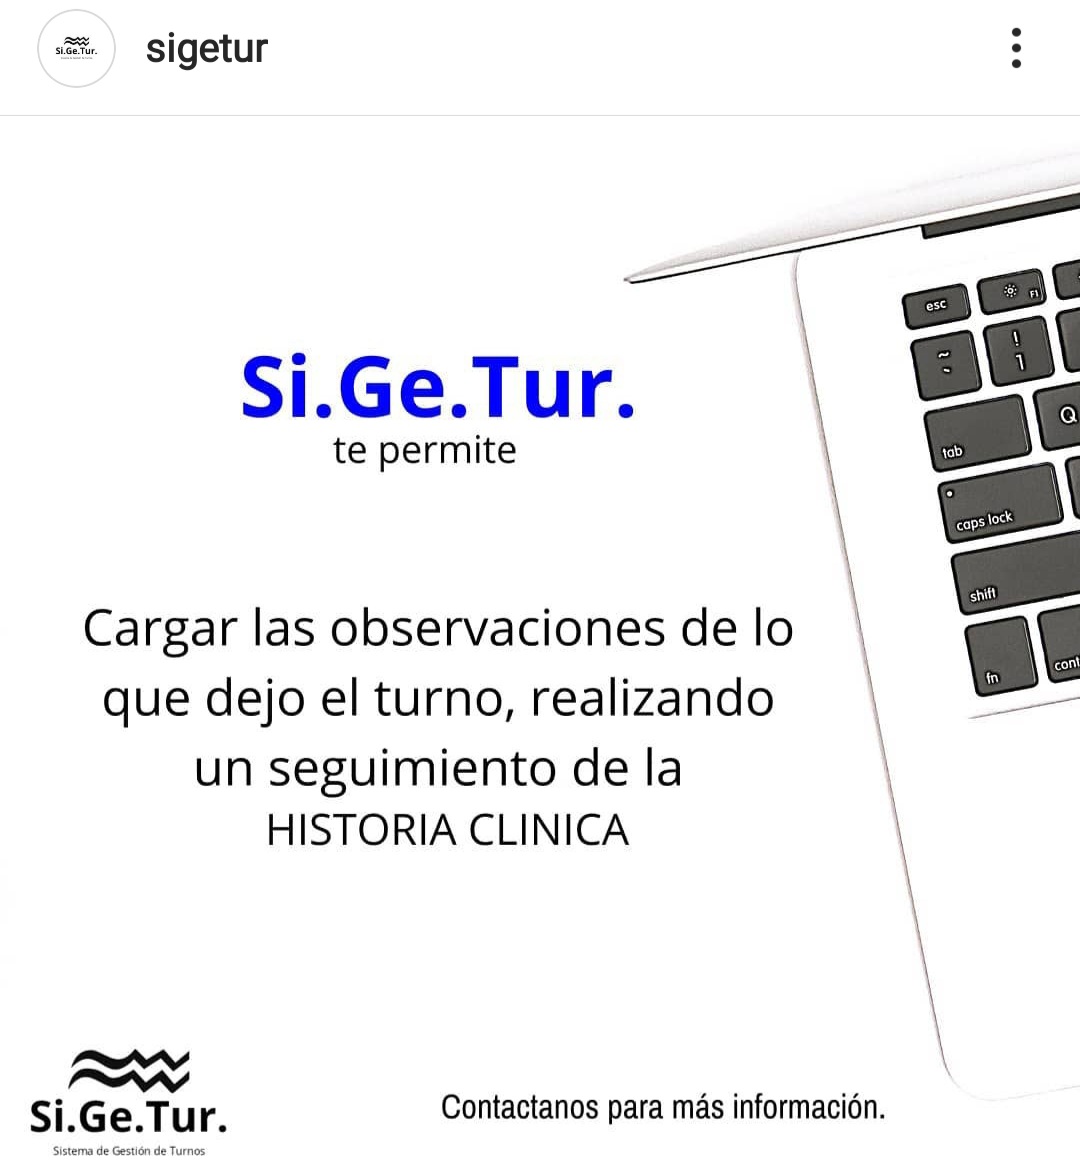 Si.Ge.Tur.
sigetur
Si.Ge.Tur.
te permite
Cargar las observaciones de lo
que dejo el turno, realizando
un seguimiento de la
HISTORIA CLINICA
esc
F1
~
!
1
tab
Q
caps lock
shift
fn
cont
Si.Ge.Tur.
Sistema de Gestión de Turnos
Contactanos para más información.